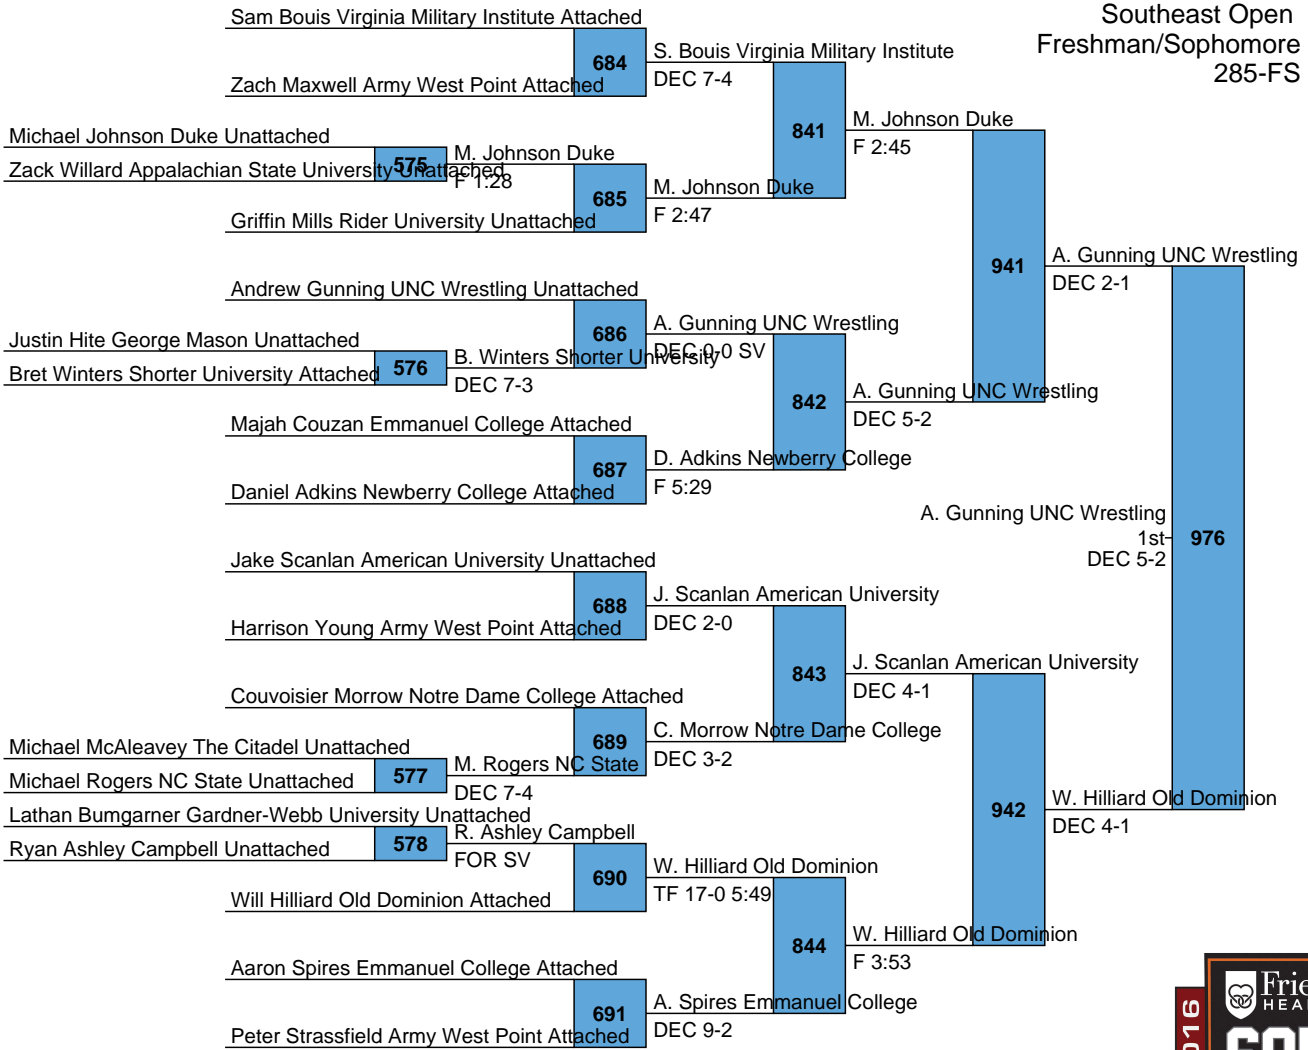 Southeast Open
Freshman/Sophomore
285-FS
Sam Bouis Virginia Military Institute Attached
684
S. Bouis Virginia Military Institute
DEC 7-4
Zach Maxwell Army West Point Attached
841
M. Johnson Duke
F 2:45
Michael Johnson Duke Unattached
575
M. Johnson Duke
F 1:28
Zack Willard Appalachian State University Unattached
685
M. Johnson Duke
F 2:47
Griffin Mills Rider University Unattached
941
A. Gunning UNC Wrestling
DEC 2-1
Andrew Gunning UNC Wrestling Unattached
686
A. Gunning UNC Wrestling
DEC 0-0 SV
Justin Hite George Mason Unattached
576
B. Winters Shorter University
DEC 7-3
Bret Winters Shorter University Attached
842
A. Gunning UNC Wrestling
DEC 5-2
Majah Couzan Emmanuel College Attached
687
D. Adkins Newberry College
F 5:29
Daniel Adkins Newberry College Attached
A. Gunning UNC Wrestling
1st
DEC 5-2
976
Jake Scanlan American University Unattached
688
J. Scanlan American University
DEC 2-0
Harrison Young Army West Point Attached
843
J. Scanlan American University
DEC 4-1
Couvoisier Morrow Notre Dame College Attached
689
C. Morrow Notre Dame College
DEC 3-2
Michael McAleavey The Citadel Unattached
577
M. Rogers NC State
DEC 7-4
Michael Rogers NC State Unattached
942
W. Hilliard Old Dominion
DEC 4-1
Lathan Bumgarner Gardner-Webb University Unattached
578
R. Ashley Campbell
FOR SV
Ryan Ashley Campbell Unattached
690
W. Hilliard Old Dominion
TF 17-0 5:49
Will Hilliard Old Dominion Attached
844
W. Hilliard Old Dominion
F 3:53
Aaron Spires Emmanuel College Attached
691
A. Spires Emmanuel College
DEC 9-2
Peter Strassfield Army West Point Attached